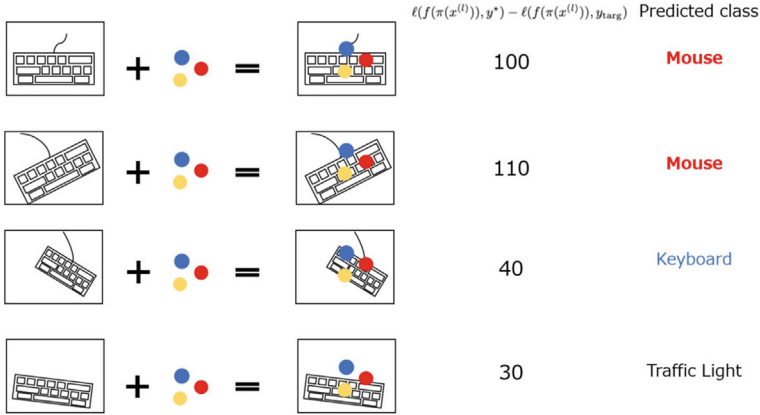 ℓ(f(π(x^(l))), y*) − ℓ(f(π(x^(l))), y_targ) Predicted class
100 Mouse
110 Mouse
40 Keyboard
30 Traffic Light